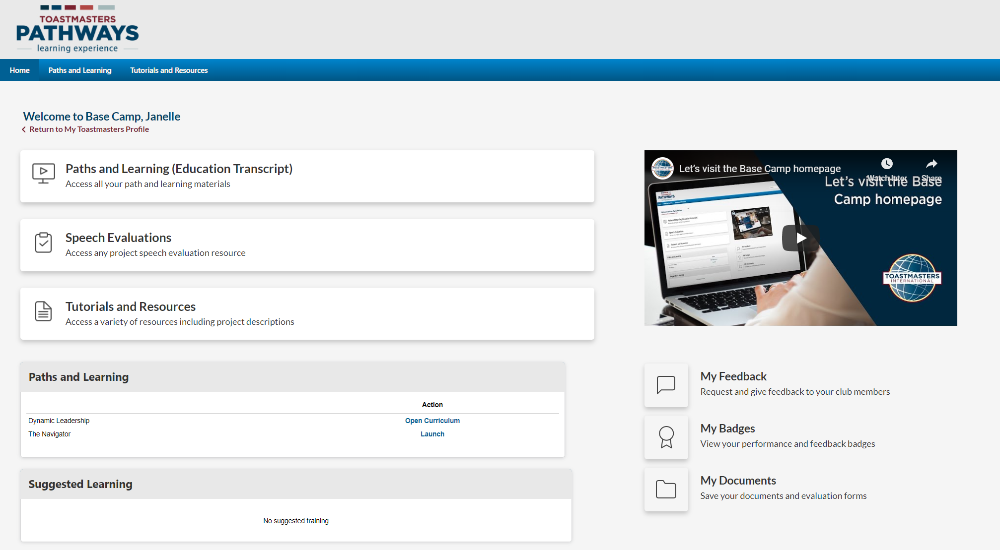 TOASTMASTERS
PATHWAYS
learning experience
Home
Paths and Learning
Tutorials and Resources
Welcome to Base Camp, Janelle
Return to My Toastmasters Profile
Paths and Learning (Education Transcript)
Access all your path and learning materials
Speech Evaluations
Access any project speech evaluation resource
Tutorials and Resources
Access a variety of resources including project descriptions
Let's visit the Base Camp homepage
Watch later
Share
Let's visit the Base
Camp homepage
TOASTMASTERS
INTERNATIONAL
Paths and Learning
Action
Dynamic Leadership
Open Curriculum
The Navigator
Launch
Suggested Learning
No suggested training
My Feedback
Request and give feedback to your club members
My Badges
View your performance and feedback badges
My Documents
Save your documents and evaluation forms